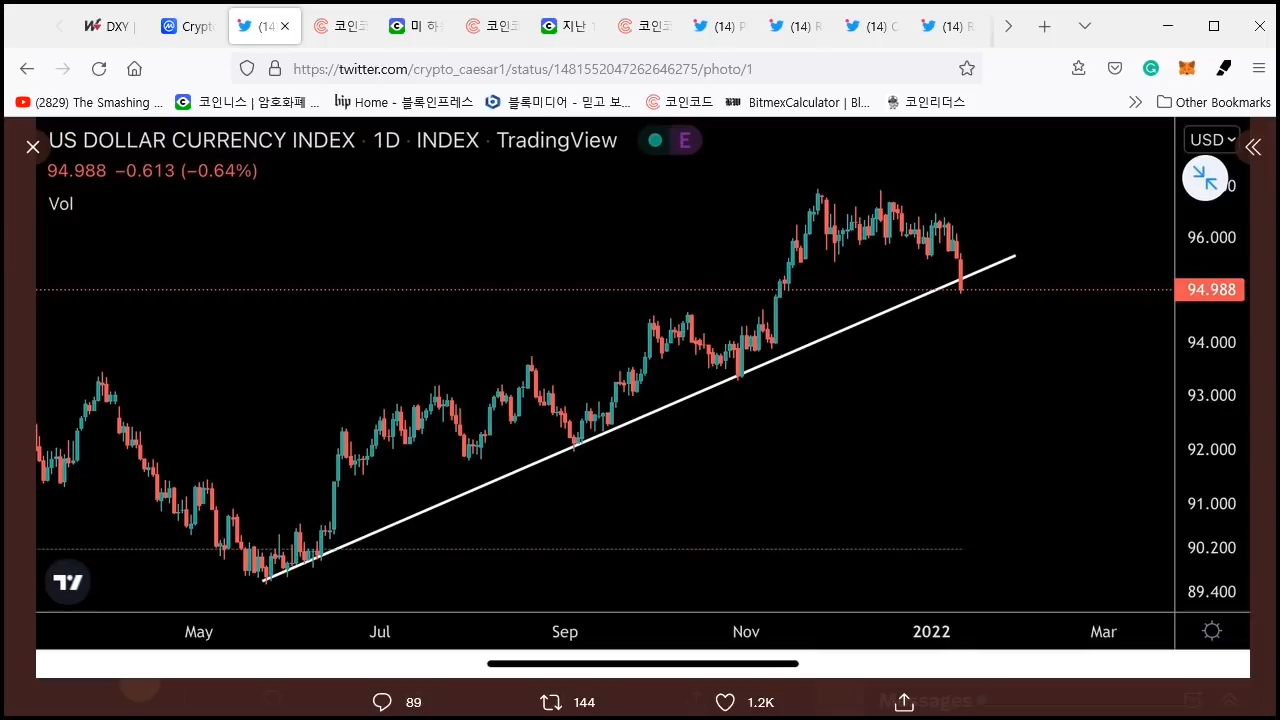 DXY
Crypto
(14)
코인
미 하
코인
지난
코인
(14)
(14) R
(14) C
(14) R
https://twitter.com/crypto_caesar1/status/1481552047262646275/photo/1
(2829) The Smashing ...
코인니스 | 암호화폐 ...
bip Home - 블록인프레스
블록미디어 - 믿고 보...
코인코드
BitmexCalculator | Bl...
코인리더스
Other Bookmarks
US DOLLAR CURRENCY INDEX · 1D · INDEX · TradingView
E
USD
94.988 −0.613 (−0.64%)
Vol
96.000
94.988
94.000
93.000
92.000
91.000
90.200
89.400
May
Jul
Sep
Nov
2022
Mar
89
144
1.2K
Messages